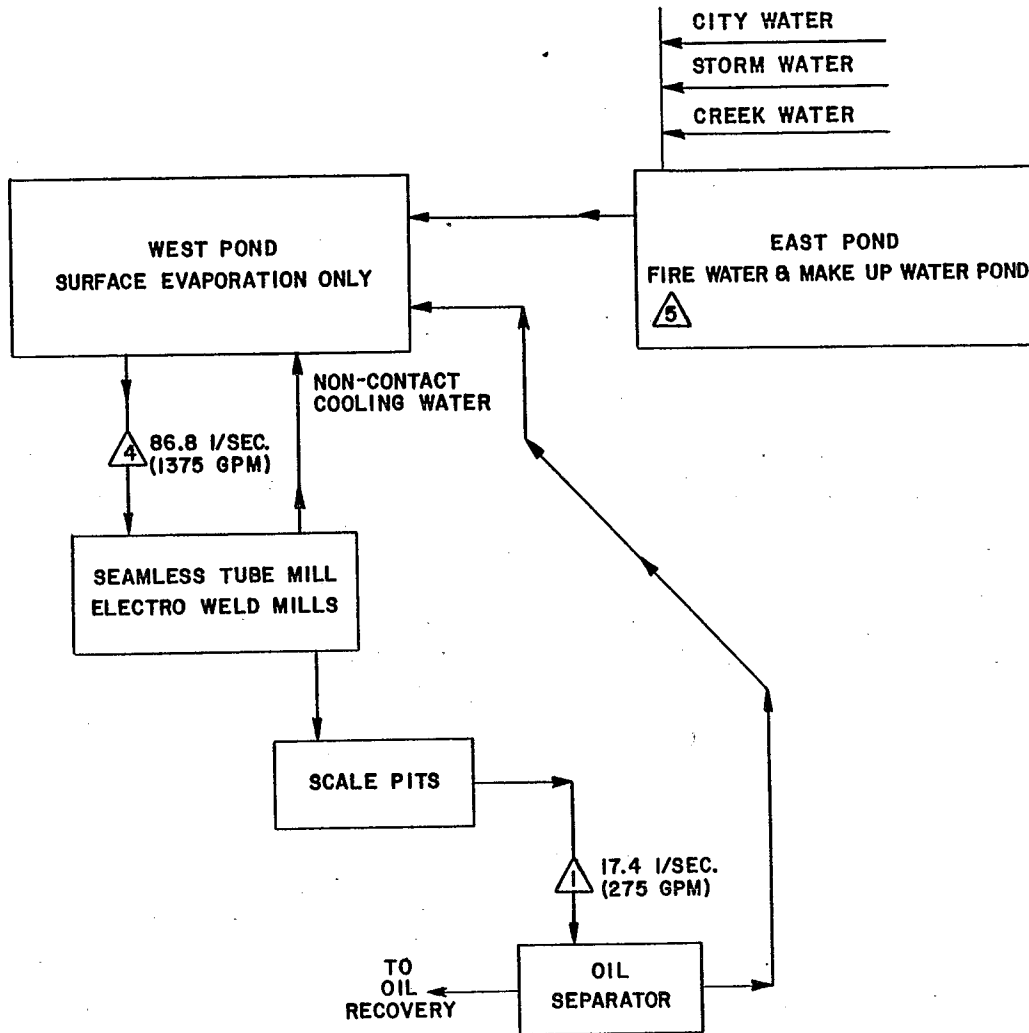 CITY WATER
STORM WATER
CREEK WATER
WEST POND
SURFACE EVAPORATION ONLY
EAST POND
FIRE WATER & MAKE UP WATER POND
5
NON-CONTACT
COOLING WATER
4
86.8 l/SEC.
(1375 GPM)
SEAMLESS TUBE MILL
ELECTRO WELD MILLS
SCALE PITS
1
17.4 l/SEC.
(275 GPM)
TO
OIL
RECOVERY
OIL
SEPARATOR